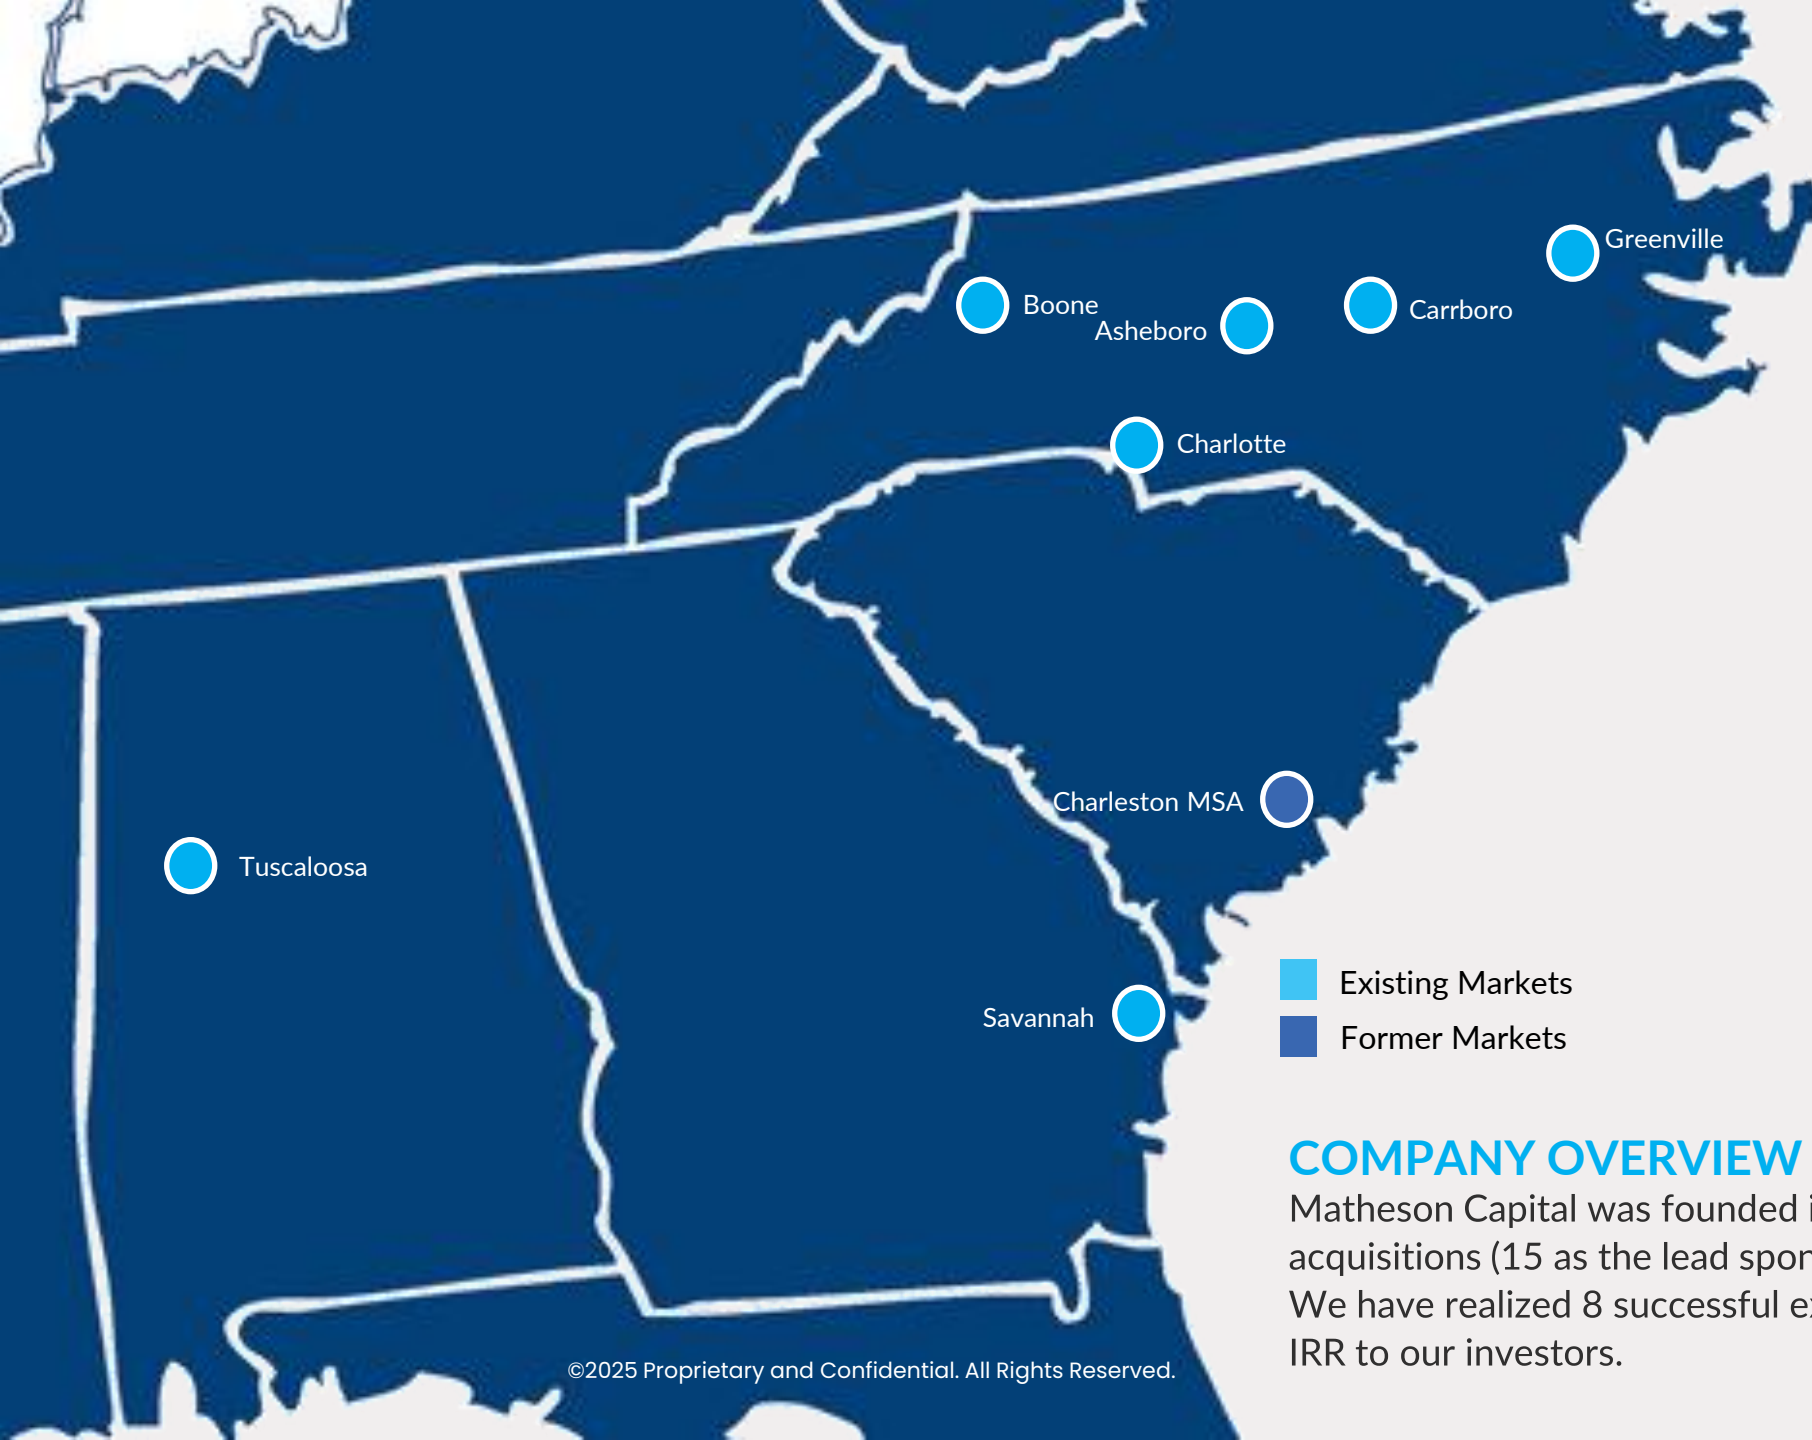 Greenville
Boone
Carrboro
Asheboro
Charlotte
Charleston MSA
Tuscaloosa
Savannah
Existing Markets
Former Markets
COMPANY OVERVIEW
Matheson Capital was founded
acquisitions (15 as the lead
We have realized 8 successful
IRR to our investors.
©2025 Proprietary and Confidential. All Rights Reserved.